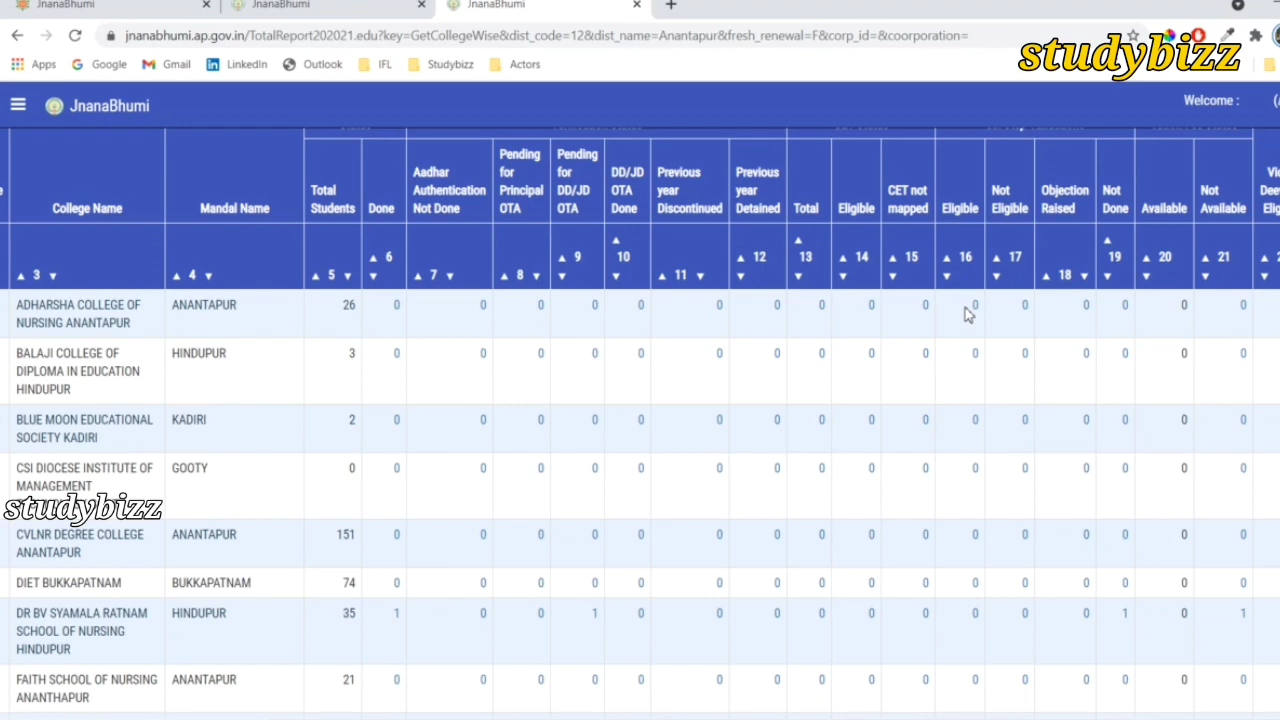 JnanaBhumi
JnanaBhumi
JnanaBhumi
jnanabhumi.ap.gov.in/TotalReport202021.edu?key=GetCollegeWise&dist_code=12&dist_name=Anantapur&fresh_renewal=F&corp_id=&coorporation=
Apps Google Gmail LinkedIn Outlook IFL Studybizz Actors
studybizz
JnanaBhumi
Welcome :
College Name
Mandal Name
Total
Students
Done
Aadhar
Authentication
Not Done
Pending
for
Principal
OTA
Pending
for
DD/JD
OTA
DD/JD
OTA
Done
Previous
year
Discontinued
Previous
year
Detained
Total
Eligible
CET not
mapped
Eligible
Not
Eligible
Objection
Raised
Not
Done
Available
Not
Available
▲ 3 ▼ ▲ 4 ▼ ▲ 5 ▼ ▲ 6 ▼ ▲ 7 ▼ ▲ 8 ▼ ▲ 9 ▼ ▲ 10 ▼ ▲ 11 ▼ ▲ 12 ▼ ▲ 13 ▼ ▲ 14 ▼ ▲ 15 ▼ ▲ 16 ▼ ▲ 17 ▼ ▲ 18 ▼ ▲ 19 ▼ ▲ 20 ▼ ▲ 21 ▼
ADHARSHA COLLEGE OF ANANTAPUR 26 0 0 0 0 0 0 0 0 0 0 0 0 0 0 0 0
NURSING ANANTAPUR
BALAJI COLLEGE OF HINDUPUR 3 0 0 0 0 0 0 0 0 0 0 0 0 0 0 0 0
DIPLOMA IN EDUCATION
HINDUPUR
BLUE MOON EDUCATIONAL KADIRI 2 0 0 0 0 0 0 0 0 0 0 0 0 0 0 0 0
SOCIETY KADIRI
CSI DIOCESE INSTITUTE OF GOOTY 0 0 0 0 0 0 0 0 0 0 0 0 0 0 0 0 0
MANAGEMENT
studybizz
CVLNR DEGREE COLLEGE ANANTAPUR 151 0 0 0 0 0 0 0 0 0 0 0 0 0 0 0 0
ANANTAPUR
DIET BUKKAPATNAM BUKKAPATNAM 74 0 0 0 0 0 0 0 0 0 0 0 0 0 0 0 0
DR BV SYAMALA RATNAM HINDUPUR 35 1 0 0 1 0 0 0 0 0 0 0 0 0 1 0 1
SCHOOL OF NURSING
HINDUPUR
FAITH SCHOOL OF NURSING ANANTAPUR 21 0 0 0 0 0 0 0 0 0 0 0 0 0 0 0 0
ANANTHAPUR